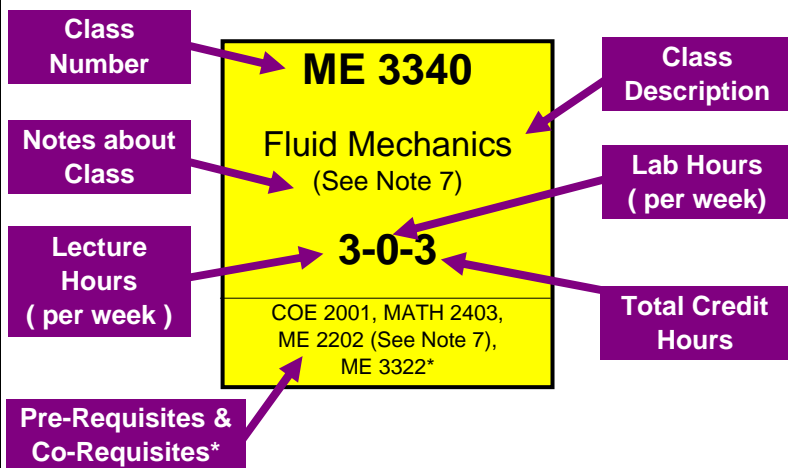 Class
Number
ME 3340
Class
Description
Notes about
Class
Fluid Mechanics
(See Note 7)
Lab Hours
( per week)
Lecture
Hours
( per week )
3-0-3
Total Credit
Hours
COE 2001, MATH 2403,
ME 2202 (See Note 7),
ME 3322*
Pre-Requisites &
Co-Requisites*